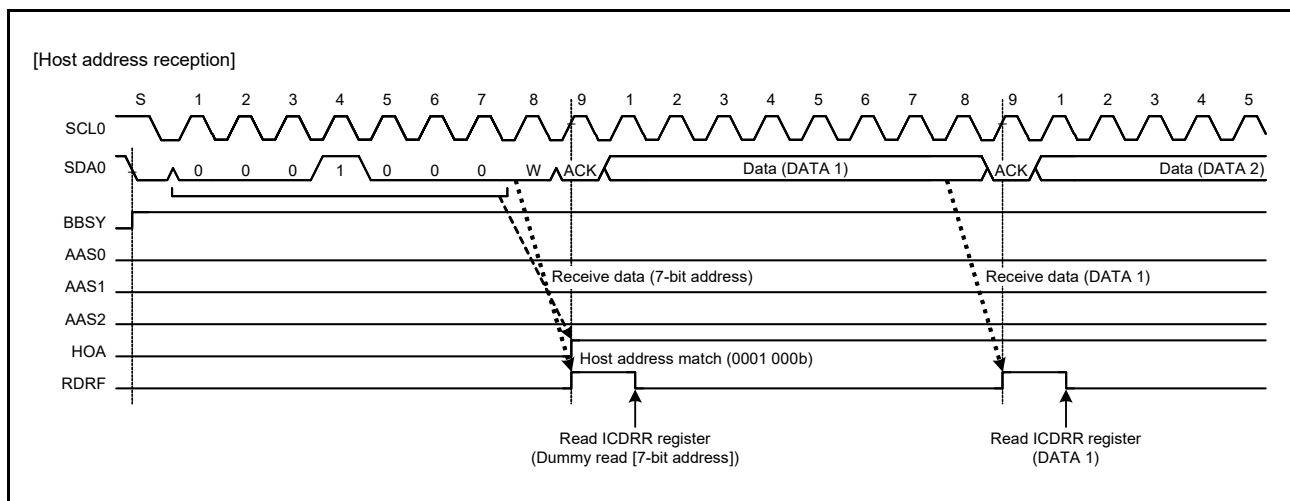 [Host address reception]
S 1 2 3 4 5 6 7 8 9 1 2 3 4 5 6 7 8 9 1 2 3 4 5
SCL0
SDA0 0 0 0 1 0 0 0 W ACK Data (DATA 1) ACK Data (DATA 2)
BBSY
AAS0
Receive data (7-bit address) Receive data (DATA 1)
AAS1
AAS2
HOA
Host address match (0001 000b)
RDRF
Read ICDRR register Read ICDRR register
(Dummy read [7-bit address]) (DATA 1)